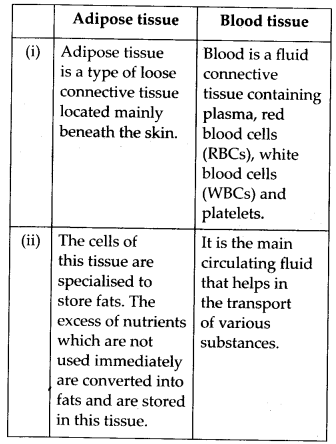 Adipose tissue
Blood tissue
(i)
Adipose tissue
is a type of loose
connective tissue
located mainly
beneath the skin.
Blood is a fluid
connective
tissue containing
plasma, red
blood cells
(RBCs), white
blood cells
(WBCs) and
platelets.
(ii)
The cells of
this tissue are
specialised to
store fats. The
excess of nutrients
which are not
used immediately
are converted into
fats and are stored
in this tissue.
It is the main
circulating fluid
that helps in
the transport
of various
substances.